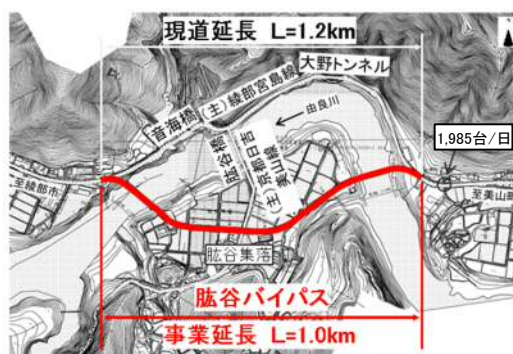 現道延長 L=1.2km
大野トンネル
(主)綾部宮島線
音海橋
由良川
肱谷橋
(主)京都日吉
美山線
1,985台/日
至綾部市
至美山町
肱谷集落
肱谷バイパス
事業延長 L=1.0km